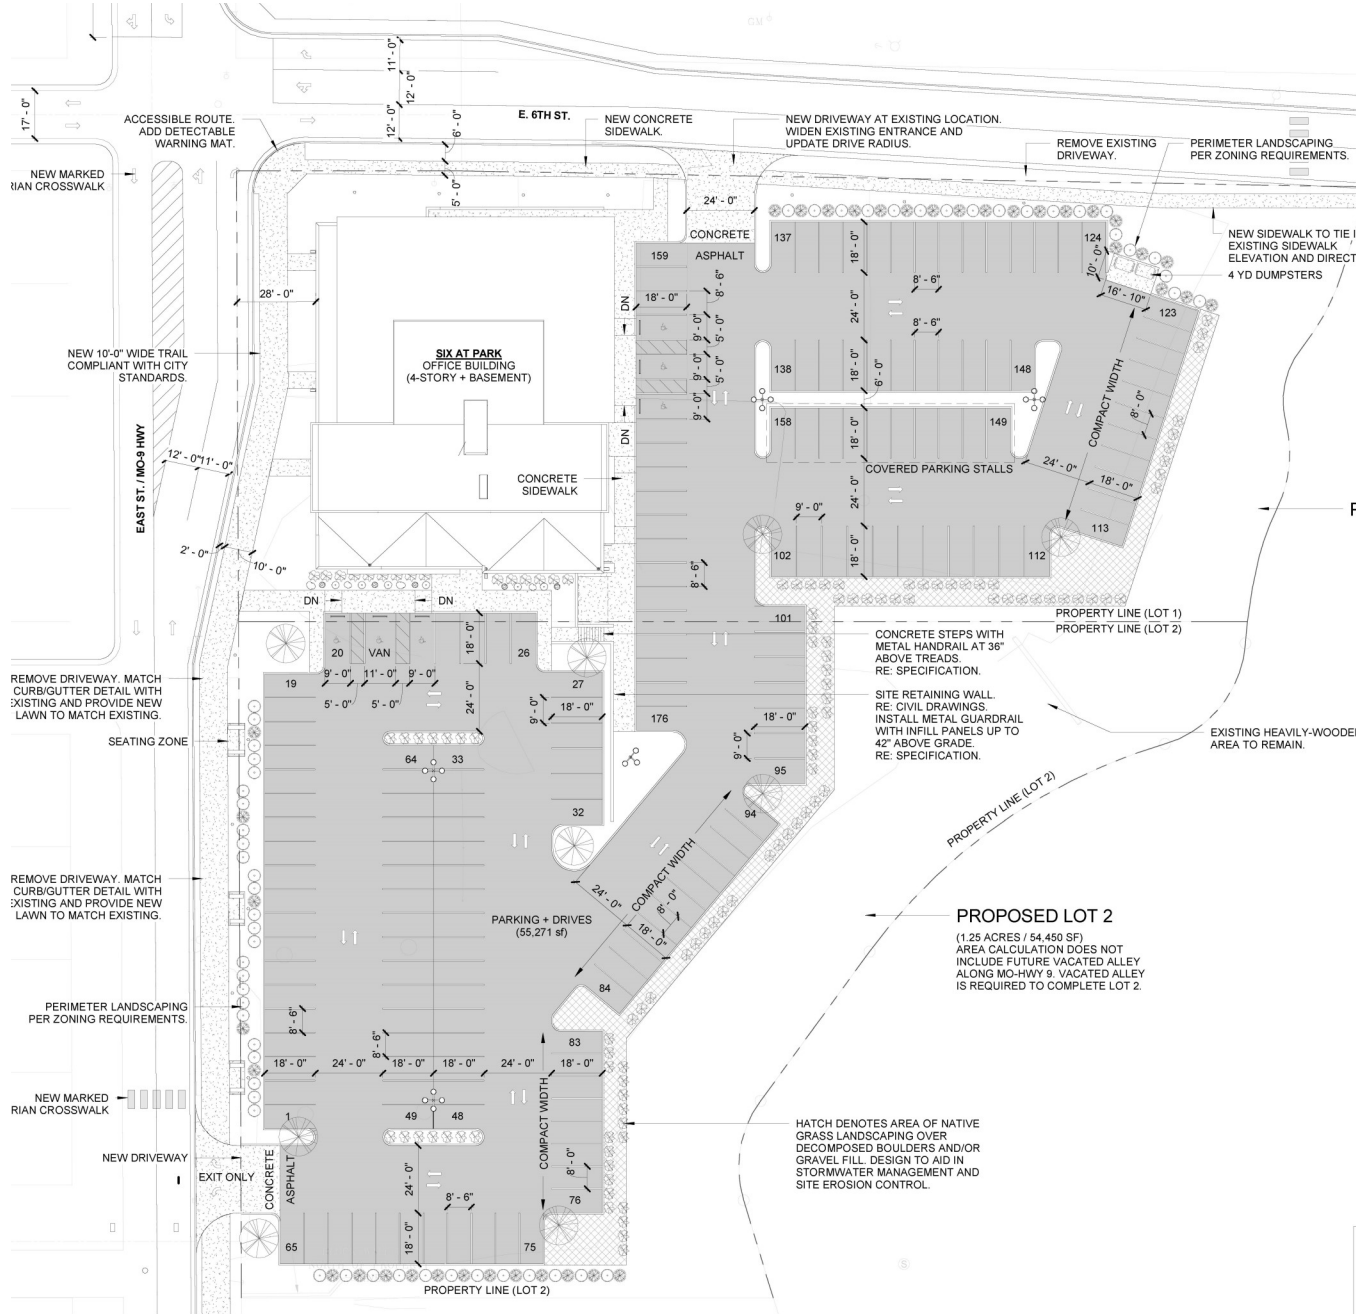 GM
11' - 0"
12' - 0"
12' - 0"
6' - 0"
5' - 0"
17' - 0"
E. 6TH ST.
ACCESSIBLE ROUTE.
ADD DETECTABLE
WARNING MAT.
NEW CONCRETE
SIDEWALK.
NEW DRIVEWAY AT EXISTING LOCATION.
WIDEN EXISTING ENTRANCE AND
UPDATE DRIVE RADIUS.
REMOVE EXISTING
DRIVEWAY.
PERIMETER LANDSCAPING
PER ZONING REQUIREMENTS.
NEW MARKED
RIAN CROSSWALK
24' - 0"
CONCRETE
ASPHALT
137
124
18' - 0"
10' - 0"
NEW SIDEWALK TO TIE I
EXISTING SIDEWALK
ELEVATION AND DIRECT
4 YD DUMPSTERS
159
8' - 6"
8' - 6"
16' - 10"
123
28' - 0"
DN
18' - 0"
9' - 0"
5' - 0"
24' - 0"
8' - 6"
NEW 10'-0" WIDE TRAIL
COMPLIANT WITH CITY
STANDARDS.
SIX AT PARK
OFFICE BUILDING
(4-STORY + BASEMENT)
9' - 0"
5' - 0"
9' - 0"
138
18' - 0"
6' - 0"
148
COMPACT WIDTH
8' - 0"
DN
158
18' - 0"
149
EAST ST. / MO-9 HWY
12' - 0"
11' - 0"
CONCRETE
SIDEWALK
COVERED PARKING STALLS
24' - 0"
18' - 0"
24' - 0"
9' - 0"
113
2' - 0"
10' - 0"
102
18' - 0"
112
8' - 6"
DN
DN
101
PROPERTY LINE (LOT 1)
PROPERTY LINE (LOT 2)
20
VAN
26
18' - 0"
CONCRETE STEPS WITH
METAL HANDRAIL AT 36"
ABOVE TREADS.
RE: SPECIFICATION.
REMOVE DRIVEWAY. MATCH
CURB/GUTTER DETAIL WITH
EXISTING AND PROVIDE NEW
LAWN TO MATCH EXISTING.
19
9' - 0"
11' - 0"
9' - 0"
5' - 0"
5' - 0"
24' - 0"
27
18' - 0"
9' - 0"
176
18' - 0"
9' - 0"
SITE RETAINING WALL.
RE: CIVIL DRAWINGS.
INSTALL METAL GUARDRAIL
WITH INFILL PANELS UP TO
42" ABOVE GRADE.
RE: SPECIFICATION.
SEATING ZONE
64
33
95
EXISTING HEAVILY-WOODE
AREA TO REMAIN.
32
94
PROPERTY LINE (LOT 2)
REMOVE DRIVEWAY. MATCH
CURB/GUTTER DETAIL WITH
EXISTING AND PROVIDE NEW
LAWN TO MATCH EXISTING.
24' - 0"
COMPACT WIDTH
8' - 0"
18' - 0"
PARKING + DRIVES
(55,271 sf)
84
PROPOSED LOT 2
(1.25 ACRES / 54,450 SF)
AREA CALCULATION DOES NOT
INCLUDE FUTURE VACATED ALLEY
ALONG MO-HWY 9. VACATED ALLEY
IS REQUIRED TO COMPLETE LOT 2.
PERIMETER LANDSCAPING
PER ZONING REQUIREMENTS.
8' - 6"
8' - 6"
83
18' - 0"
24' - 0"
18' - 0"
18' - 0"
24' - 0"
18' - 0"
NEW MARKED
RIAN CROSSWALK
1
49
48
COMPACT WIDTH
HATCH DENOTES AREA OF NATIVE
GRASS LANDSCAPING OVER
DECOMPOSED BOULDERS AND/OR
GRAVEL FILL. DESIGN TO AID IN
STORMWATER MANAGEMENT AND
SITE EROSION CONTROL.
NEW DRIVEWAY
EXIT ONLY
CONCRETE
ASPHALT
24' - 0"
8' - 6"
8' - 0"
76
65
18' - 0"
75
PROPERTY LINE (LOT 2)